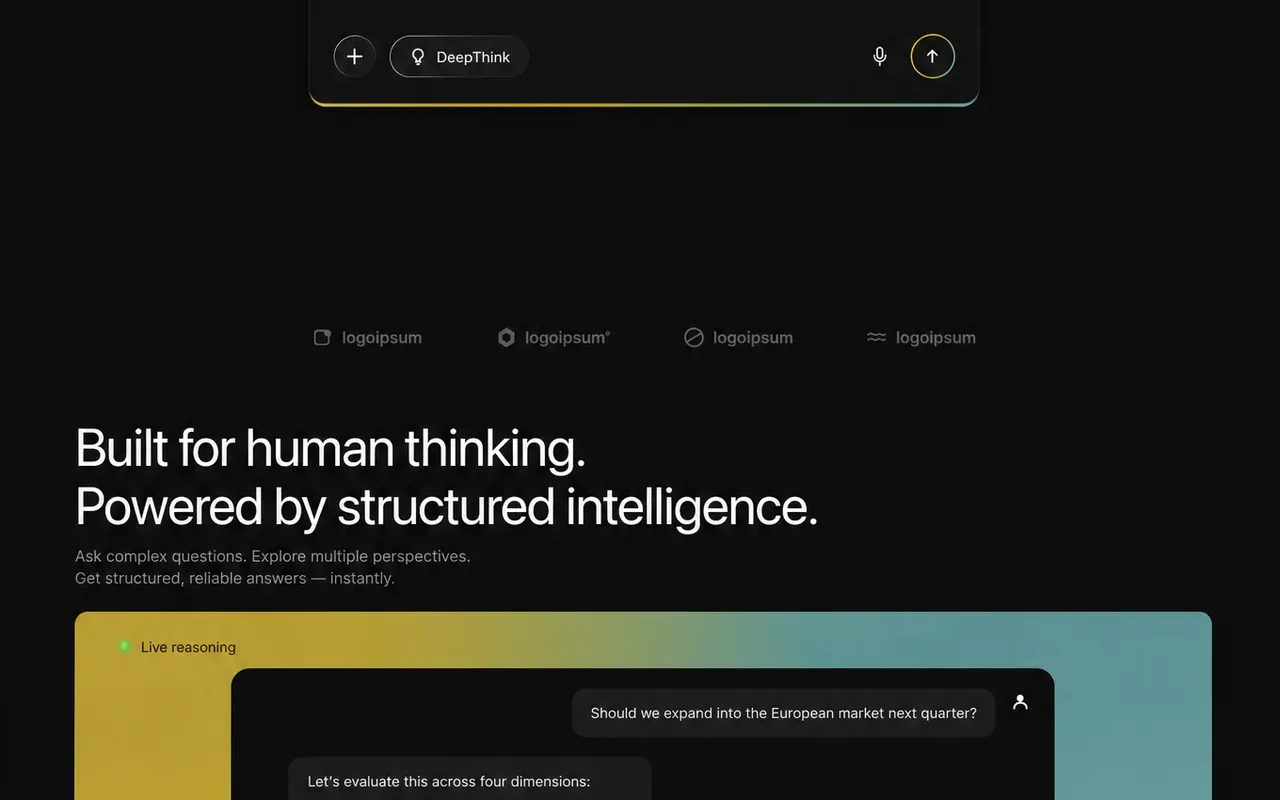 DeepThink
logoipsum
logoipsum°
logoipsum
logoipsum
Built for human thinking.
Powered by structured intelligence.
Ask complex questions. Explore multiple perspectives.
Get structured, reliable answers — instantly.
Live reasoning
Should we expand into the European market next quarter?
Let’s evaluate this across four dimensions: